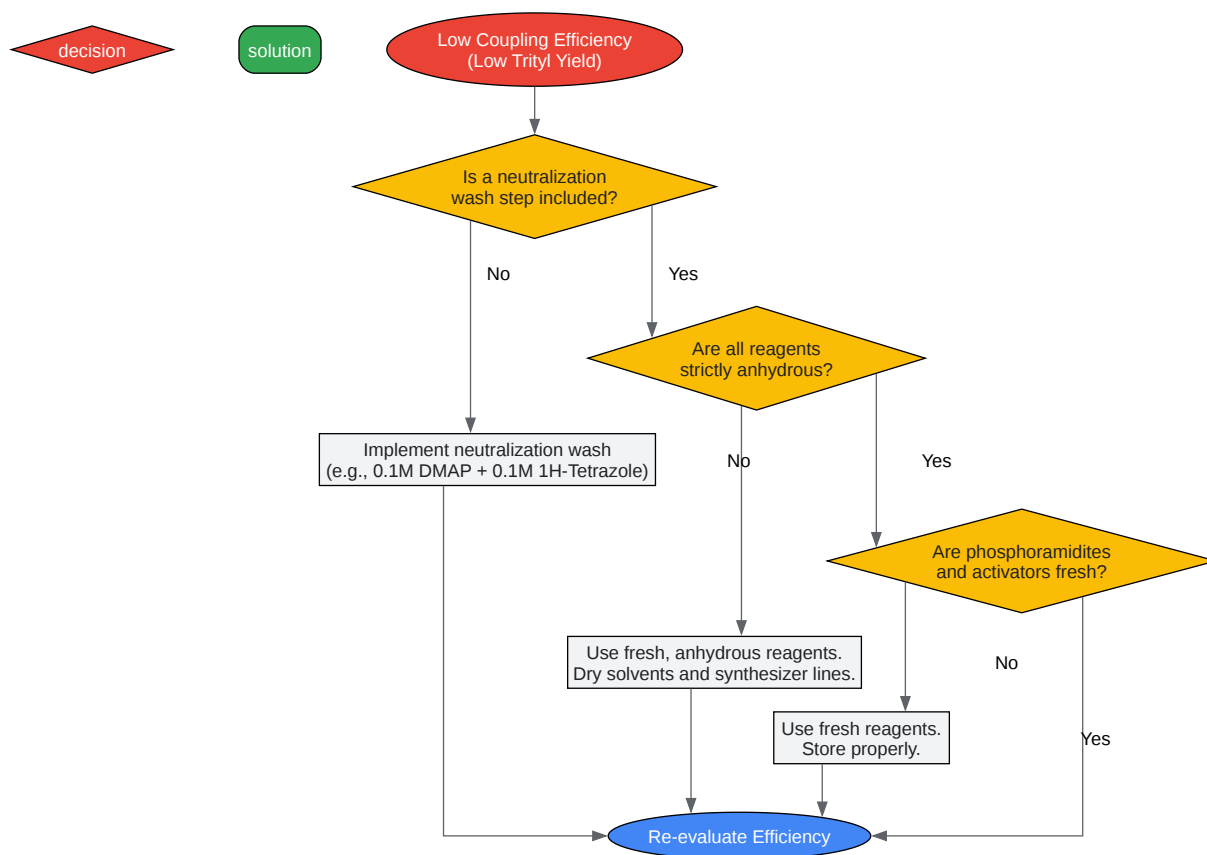 decision
solution
Low Coupling Efficiency
(Low Trityl Yield)
Is a neutralization
wash step included?
No
Yes
Are all reagents
strictly anhydrous?
Implement neutralization wash
(e.g., 0.1M DMAP + 0.1M 1H-Tetrazole)
No
Yes
Are phosphoramidites
and activators fresh?
Use fresh, anhydrous reagents.
Dry solvents and synthesizer lines.
No
Use fresh reagents.
Store properly.
Yes
Re-evaluate Efficiency